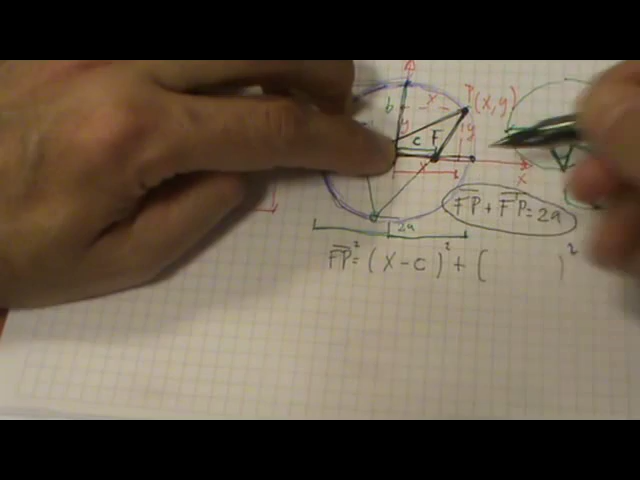 P(x,y)
b x
y y
c F
x x
FP + FP = 2a
2a
FP² = (x-c)² + ( )²